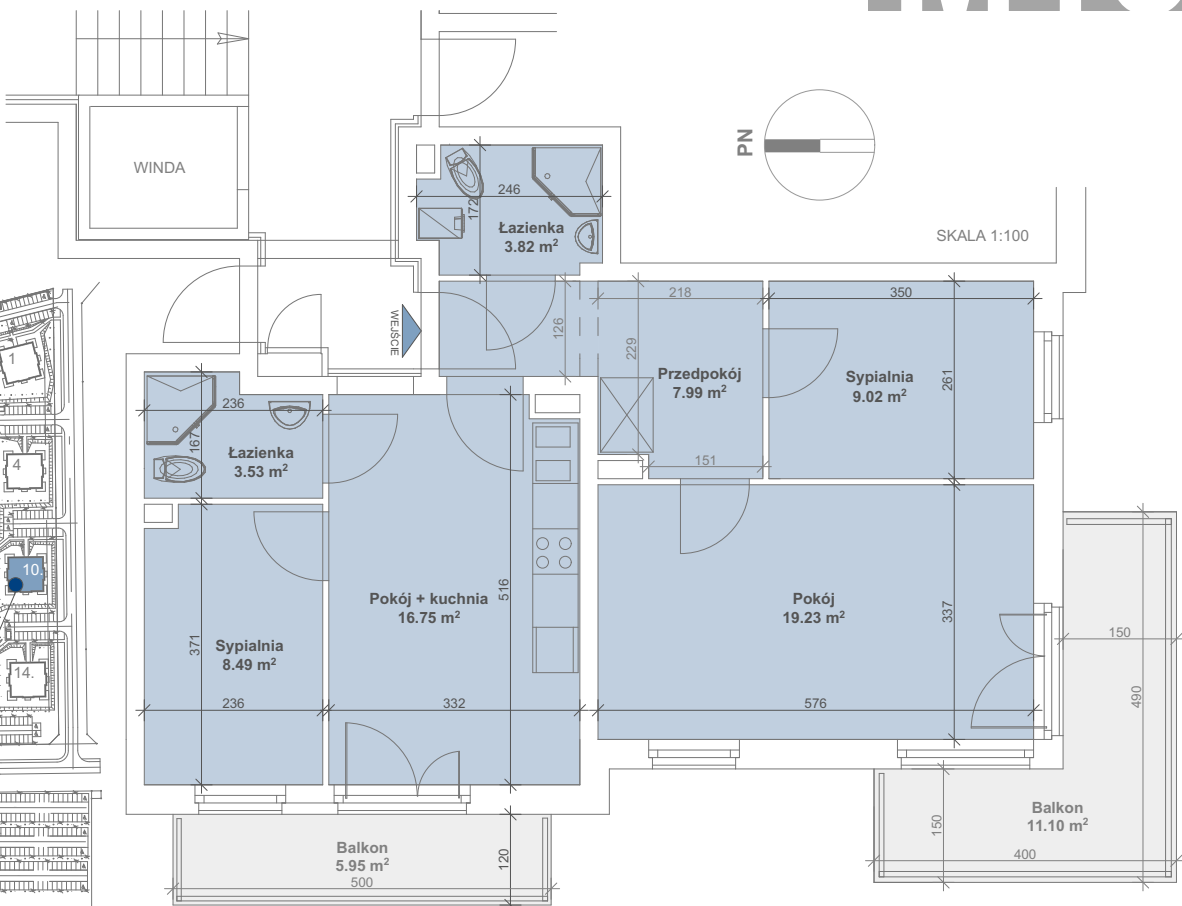 PN
WINDA
SKALA 1:100
246
172
Łazienka
3.82 m²
WEJŚCIE
126
218
229
350
Przedpokój
7.99 m²
Sypialnia
9.02 m²
261
151
1
4
10.
14.
236
167
Łazienka
3.53 m²
Pokój + kuchnia
16.75 m²
516
Pokój
19.23 m²
337
371
Sypialnia
8.49 m²
236
332
576
150
490
Balkon
5.95 m²
500
120
150
Balkon
11.10 m²
400